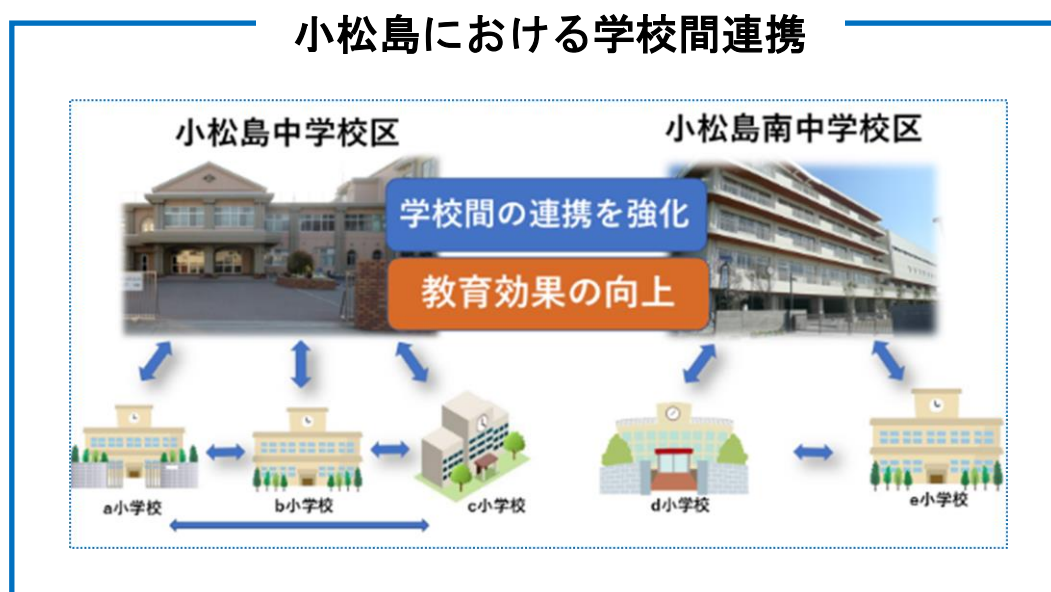 小松島における学校間連携
小松島中学校区
小松島南中学校区
学校間の連携を強化
教育効果の向上
a小学校
b小学校
c小学校
d小学校
e小学校